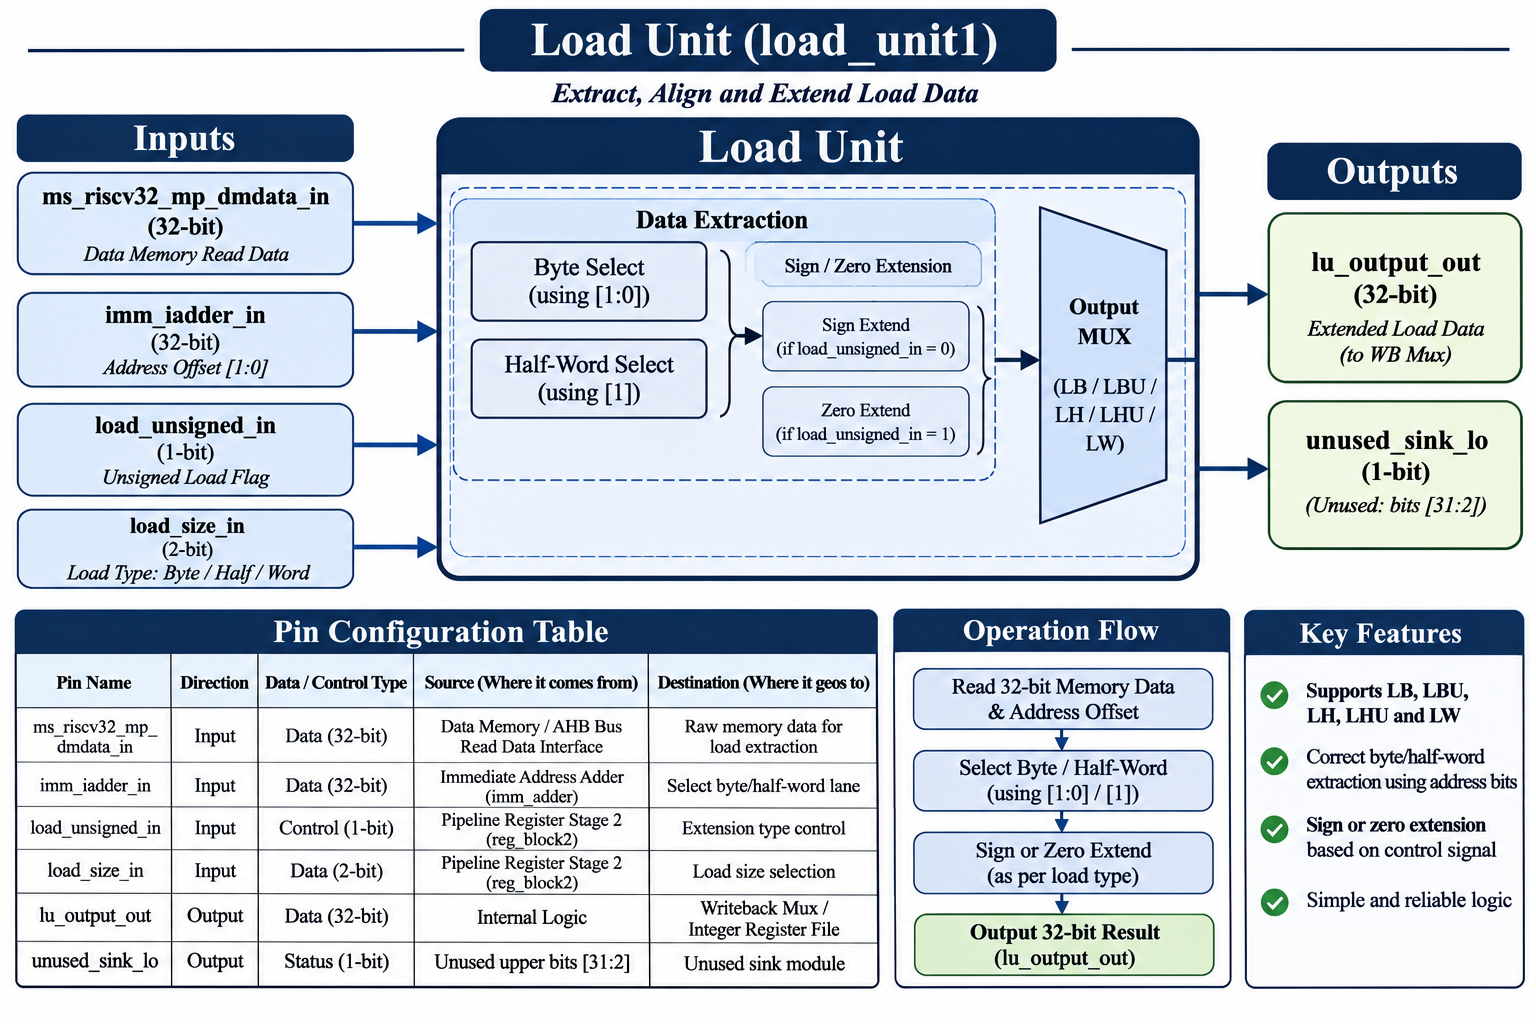 Load Unit (load_unit1)
Extract, Align and Extend Load Data
Inputs
ms_riscv32_mp_dmdata_in
(32-bit)
Data Memory Read Data
imm_iadder_in
(32-bit)
Address Offset [1:0]
load_unsigned_in
(1-bit)
Unsigned Load Flag
load_size_in
(2-bit)
Load Type: Byte / Half / Word
Load Unit
Data Extraction
Byte Select
(using [1:0])
Half-Word Select
(using [1])
Sign / Zero Extension
Sign Extend
(if load_unsigned_in = 0)
Zero Extend
(if load_unsigned_in = 1)
Output
MUX
(LB / LBU /
LH / LHU /
LW)
Outputs
lu_output_out
(32-bit)
Extended Load Data
(to WB Mux)
unused_sink_lo
(1-bit)
(Unused: bits [31:2])
Pin Configuration Table
Pin Name Direction Data / Control Type Source (Where it comes from) Destination (Where it geos to)
ms_riscv32_mp_
dmdata_in Input Data (32-bit) Data Memory / AHB Bus
Read Data Interface Raw memory data for
load extraction
imm_iadder_in Input Data (32-bit) Immediate Address Adder
(imm_adder) Select byte/half-word lane
load_unsigned_in Input Control (1-bit) Pipeline Register Stage 2
(reg_block2) Extension type control
load_size_in Input Data (2-bit) Pipeline Register Stage 2
(reg_block2) Load size selection
lu_output_out Output Data (32-bit) Internal Logic Writeback Mux /
Integer Register File
unused_sink_lo Output Status (1-bit) Unused upper bits [31:2] Unused sink module
Operation Flow
Read 32-bit Memory Data
& Address Offset
Select Byte / Half-Word
(using [1:0] / [1])
Sign or Zero Extend
(as per load type)
Output 32-bit Result
(lu_output_out)
Key Features
Supports LB, LBU,
LH, LHU and LW
Correct byte/half-word
extraction using address bits
Sign or zero extension
based on control signal
Simple and reliable logic